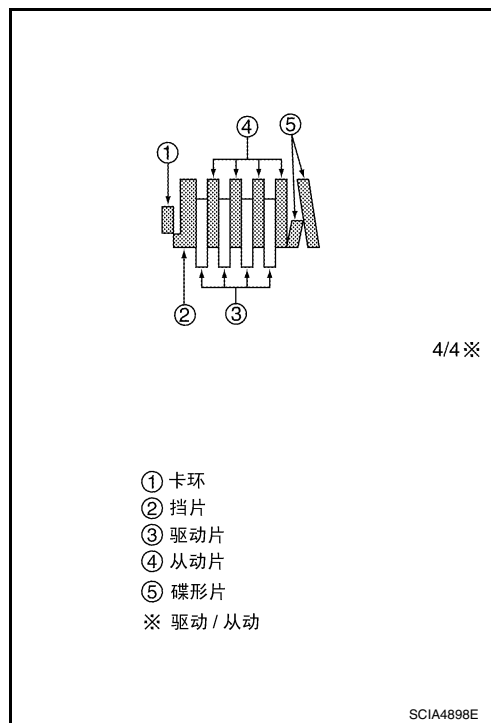 ④ ⑤
①
② ③
4/4※
① 卡环
② 挡片
③ 驱动片
④ 从动片
⑤ 碟形片
※ 驱动 / 从动
SCIA4898E